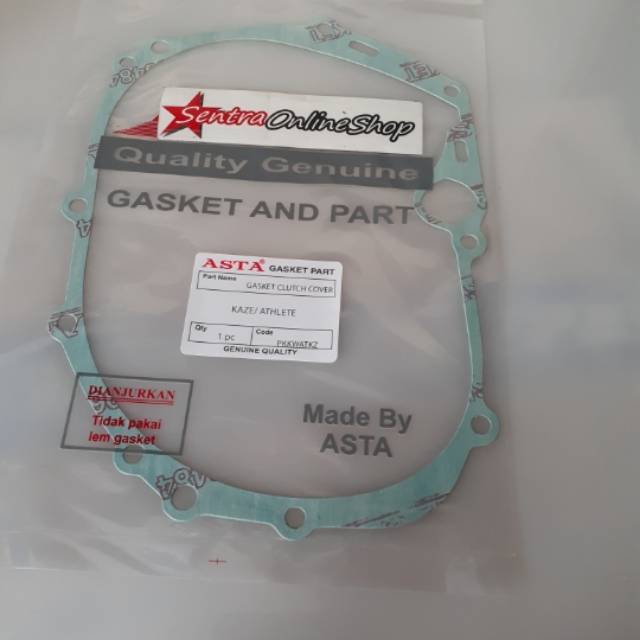 SentraOnlineShop
Quality Genuine
GASKET AND PART
ASTA® GASKET PART
Part Name
GASKET CLUTCH COVER
KAZE/ ATHLETE
Qty
1 pc
Code
PKKWATKZ
GENUINE QUALITY
DIANJURKAN
Tidak pakai
lem gasket
Made By
ASTA